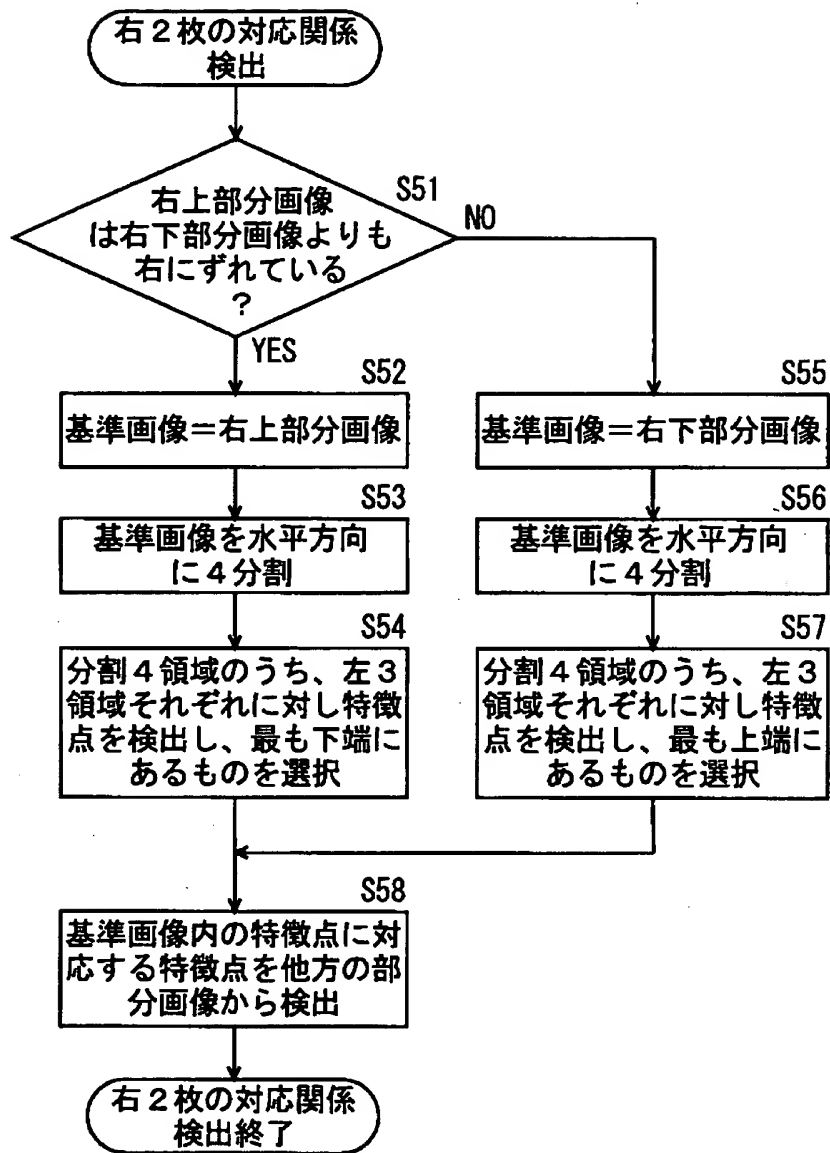 右２枚の対応関係
検出
S51
右上部分画像
は右下部分画像よりも
右にずれている
？
NO
YES
S52
基準画像＝右上部分画像
S53
基準画像を水平方向
に４分割
S54
分割４領域のうち、左３
領域それぞれに対し特徴
点を検出し、最も下端に
あるものを選択
S55
基準画像＝右下部分画像
S56
基準画像を水平方向
に４分割
S57
分割４領域のうち、左３
領域それぞれに対し特徴
点を検出し、最も上端に
あるものを選択
S58
基準画像内の特徴点に対
応する特徴点を他方の部
分画像から検出
右２枚の対応関係
検出終了